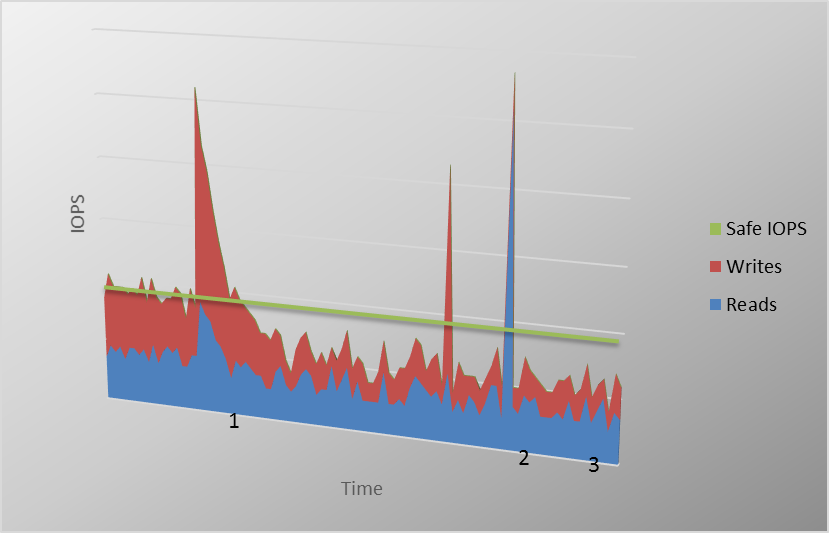 IOPS
Safe IOPS
Writes
Reads
1
2
3
Time